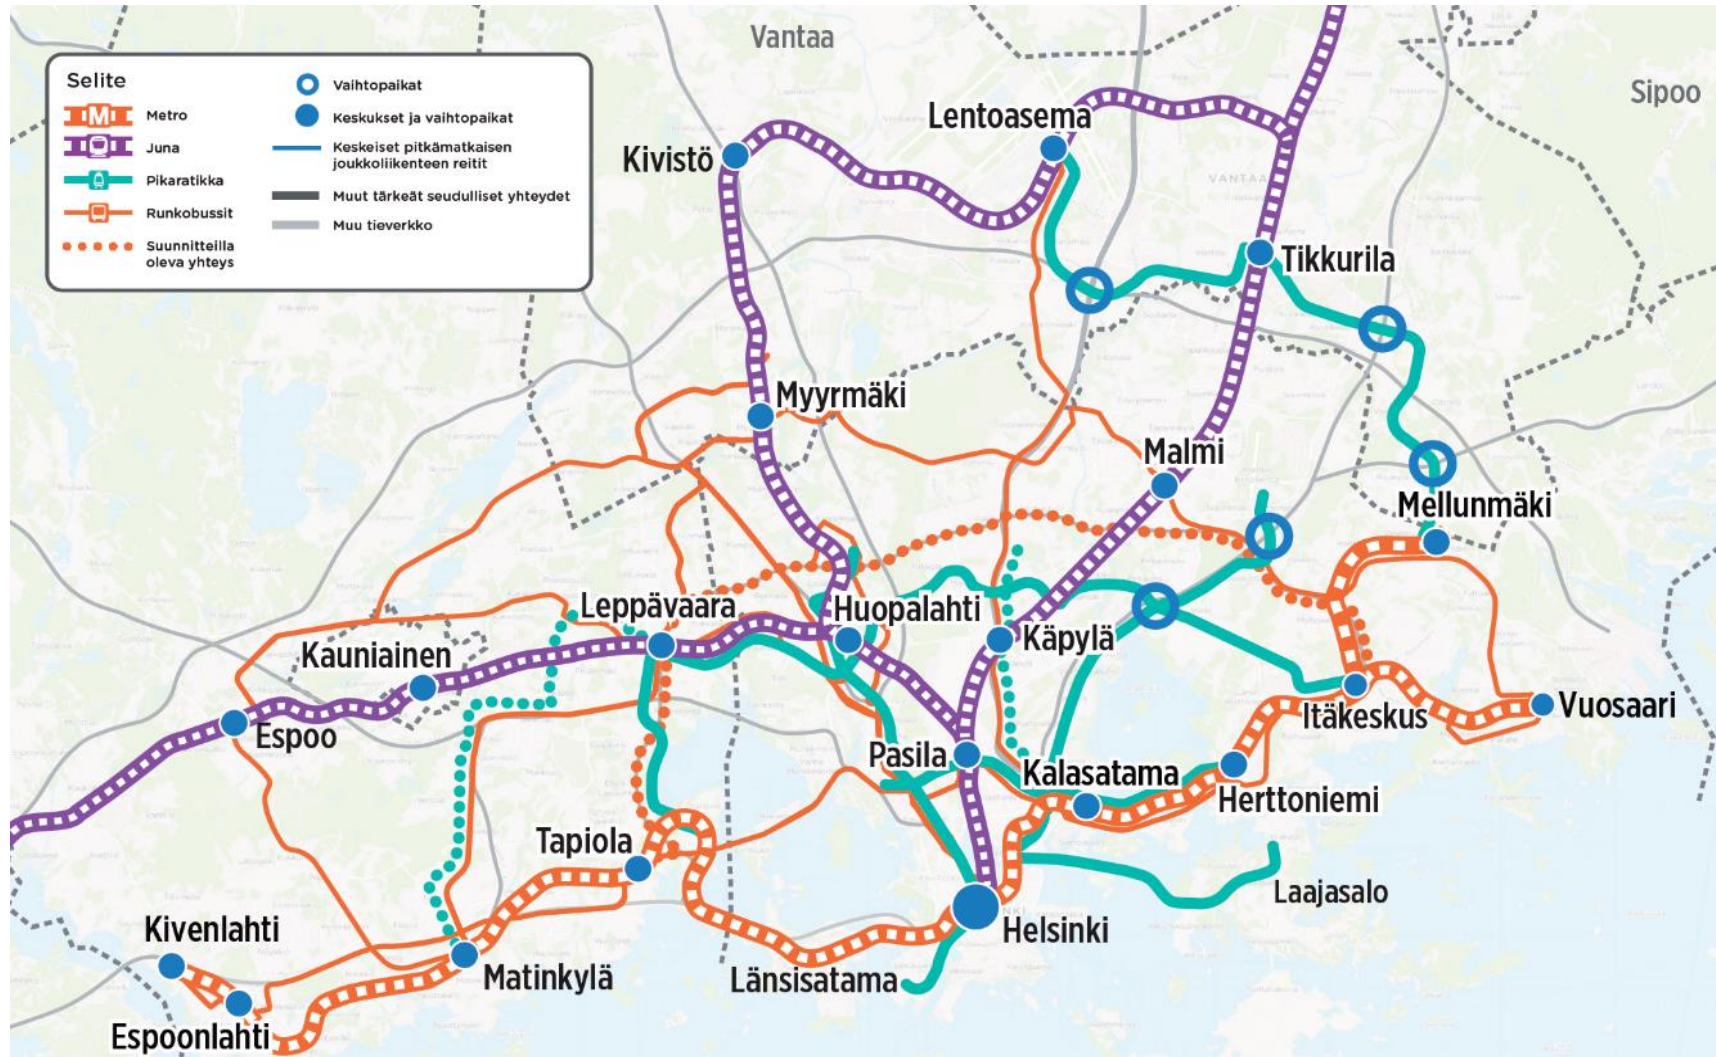 Vantaa
Sipoo
Selite
M
Metro
Juna
Pikaratikka
Runkobussit
Suunnitteilla
oleva yhteys
Vaihtopaikat
Keskukset ja vaihtopaikat
Keskeiset pitkämatkaisen
joukkoliikenteen reitit
Muut tärkeät seudulliset yhteydet
Muu tieverkko
Lentoasema
Kivistö
VANTAA
Tikkurila
Myyrmäki
Malmi
Mellunmäki
Leppävaara
Huopalahti
Kauniainen
Käpylä
Espoo
Itäkeskus
Vuosaari
Pasila
Kalasatama
Herttoniemi
Tapiola
Laajasalo
Kivenlahti
Helsinki
Matinkylä
Länsisatama
Espoonlahti